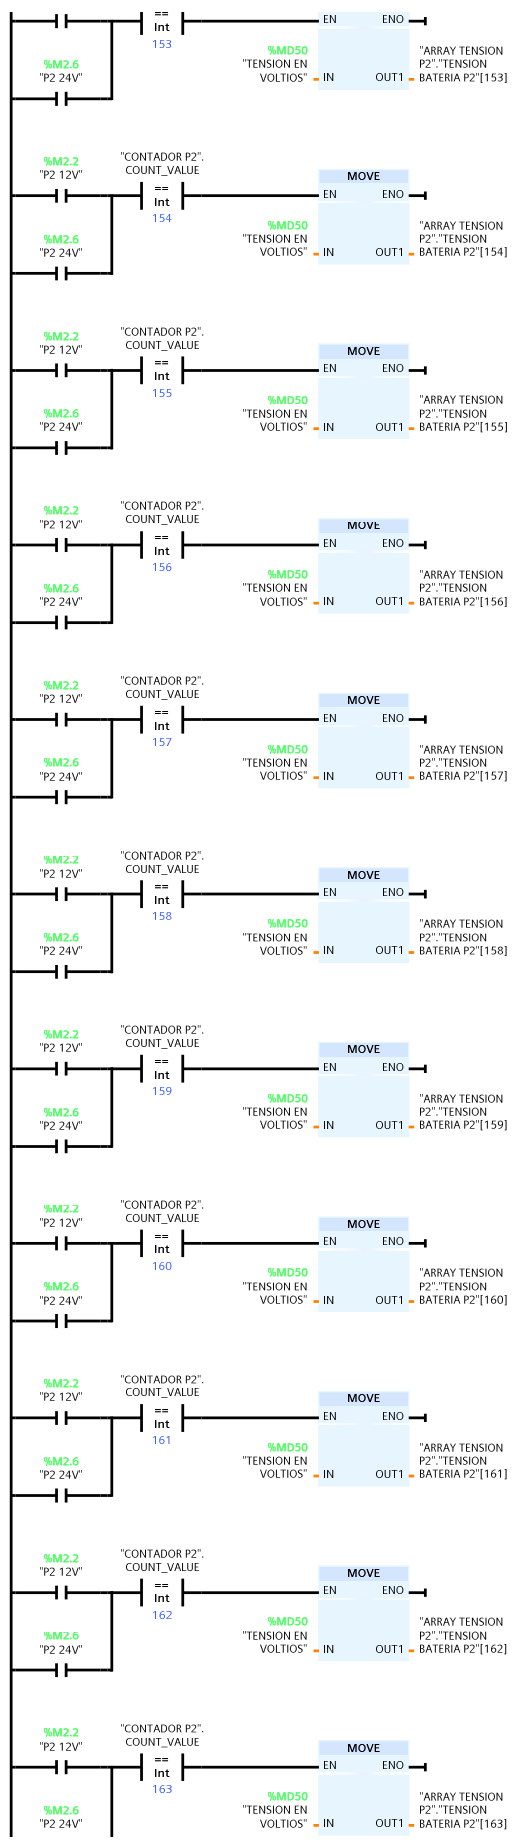 ==
EN ENO
Int
153
%MD50
"ARRAY TENSION
%M2.6
"TENSION EN
P2"."TENSION
"P2 24V"
VOLTIOS"
IN OUT1
BATERIA P2"[153]
%M2.2
"CONTADOR P2".
"P2 12V"
COUNT_VALUE
MOVE
==
EN ENO
Int
154
%MD50
"ARRAY TENSION
%M2.6
"TENSION EN
P2"."TENSION
"P2 24V"
VOLTIOS"
IN OUT1
BATERIA P2"[154]
%M2.2
"CONTADOR P2".
"P2 12V"
COUNT_VALUE
MOVE
==
EN ENO
Int
155
%MD50
"ARRAY TENSION
%M2.6
"TENSION EN
P2"."TENSION
"P2 24V"
VOLTIOS"
IN OUT1
BATERIA P2"[155]
%M2.2
"CONTADOR P2".
"P2 12V"
COUNT_VALUE
MOVE
==
EN ENO
Int
156
%MD50
"ARRAY TENSION
%M2.6
"TENSION EN
P2"."TENSION
"P2 24V"
VOLTIOS"
IN OUT1
BATERIA P2"[156]
%M2.2
"CONTADOR P2".
"P2 12V"
COUNT_VALUE
MOVE
==
EN ENO
Int
157
%MD50
"ARRAY TENSION
%M2.6
"TENSION EN
P2"."TENSION
"P2 24V"
VOLTIOS"
IN OUT1
BATERIA P2"[157]
%M2.2
"CONTADOR P2".
"P2 12V"
COUNT_VALUE
MOVE
==
EN ENO
Int
158
%MD50
"ARRAY TENSION
%M2.6
"TENSION EN
P2"."TENSION
"P2 24V"
VOLTIOS"
IN OUT1
BATERIA P2"[158]
%M2.2
"CONTADOR P2".
"P2 12V"
COUNT_VALUE
MOVE
==
EN ENO
Int
159
%MD50
"ARRAY TENSION
%M2.6
"TENSION EN
P2"."TENSION
"P2 24V"
VOLTIOS"
IN OUT1
BATERIA P2"[159]
%M2.2
"CONTADOR P2".
"P2 12V"
COUNT_VALUE
MOVE
==
EN ENO
Int
160
%MD50
"ARRAY TENSION
%M2.6
"TENSION EN
P2"."TENSION
"P2 24V"
VOLTIOS"
IN OUT1
BATERIA P2"[160]
%M2.2
"CONTADOR P2".
"P2 12V"
COUNT_VALUE
MOVE
==
EN ENO
Int
161
%MD50
"ARRAY TENSION
%M2.6
"TENSION EN
P2"."TENSION
"P2 24V"
VOLTIOS"
IN OUT1
BATERIA P2"[161]
%M2.2
"CONTADOR P2".
"P2 12V"
COUNT_VALUE
MOVE
==
EN ENO
Int
162
%MD50
"ARRAY TENSION
%M2.6
"TENSION EN
P2"."TENSION
"P2 24V"
VOLTIOS"
IN OUT1
BATERIA P2"[162]
%M2.2
"CONTADOR P2".
"P2 12V"
COUNT_VALUE
MOVE
==
EN ENO
Int
163
%MD50
"ARRAY TENSION
%M2.6
"TENSION EN
P2"."TENSION
"P2 24V"
VOLTIOS"
IN OUT1
BATERIA P2"[163]